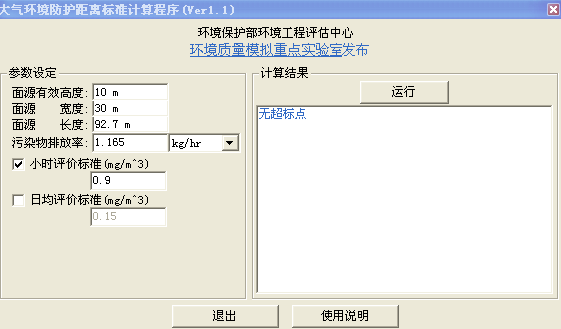 大气环境防护距离标准计算程序(Ver1.1)
环境保护部环境工程评估中心
环境质量模拟重点实验室发布
参数设定
面源有效高度: 10 m
面源 宽度: 30 m
面源 长度: 92.7 m
污染物排放率: 1.165 kg/hr
小时评价标准(mg/m^3)
0.9
日均评价标准(mg/m^3)
0.15
计算结果
运行
无超标点
退出 使用说明